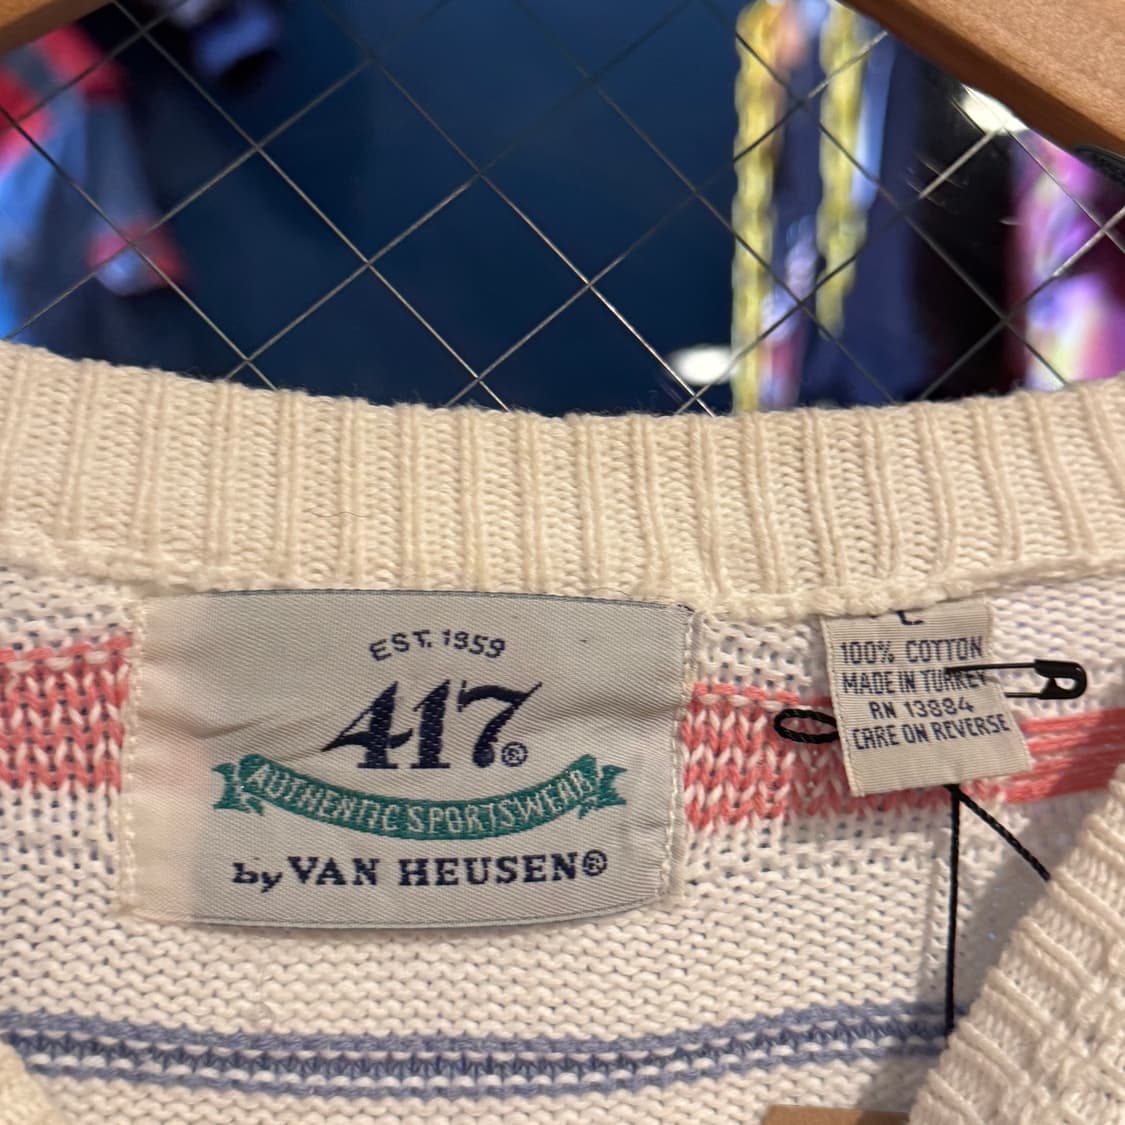 EST. 1959
417®
AUTHENTIC SPORTSWEAR
by VAN HEUSEN®
L
100% COTTON
MADE IN TURKEY
RN 13884
CARE ON REVERSE